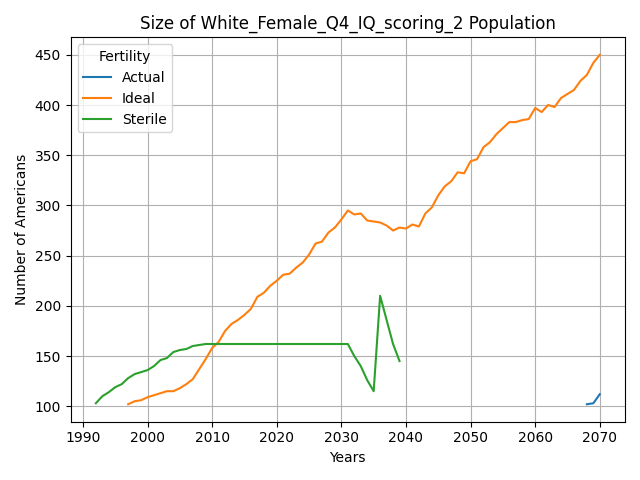 Size of White_Female_Q4_IQ_scoring_2 Population
Fertility
Actual
Ideal
Sterile
Number of Americans
450
400
350
300
250
200
150
100
1990 2000 2010 2020 2030 2040 2050 2060 2070
Years